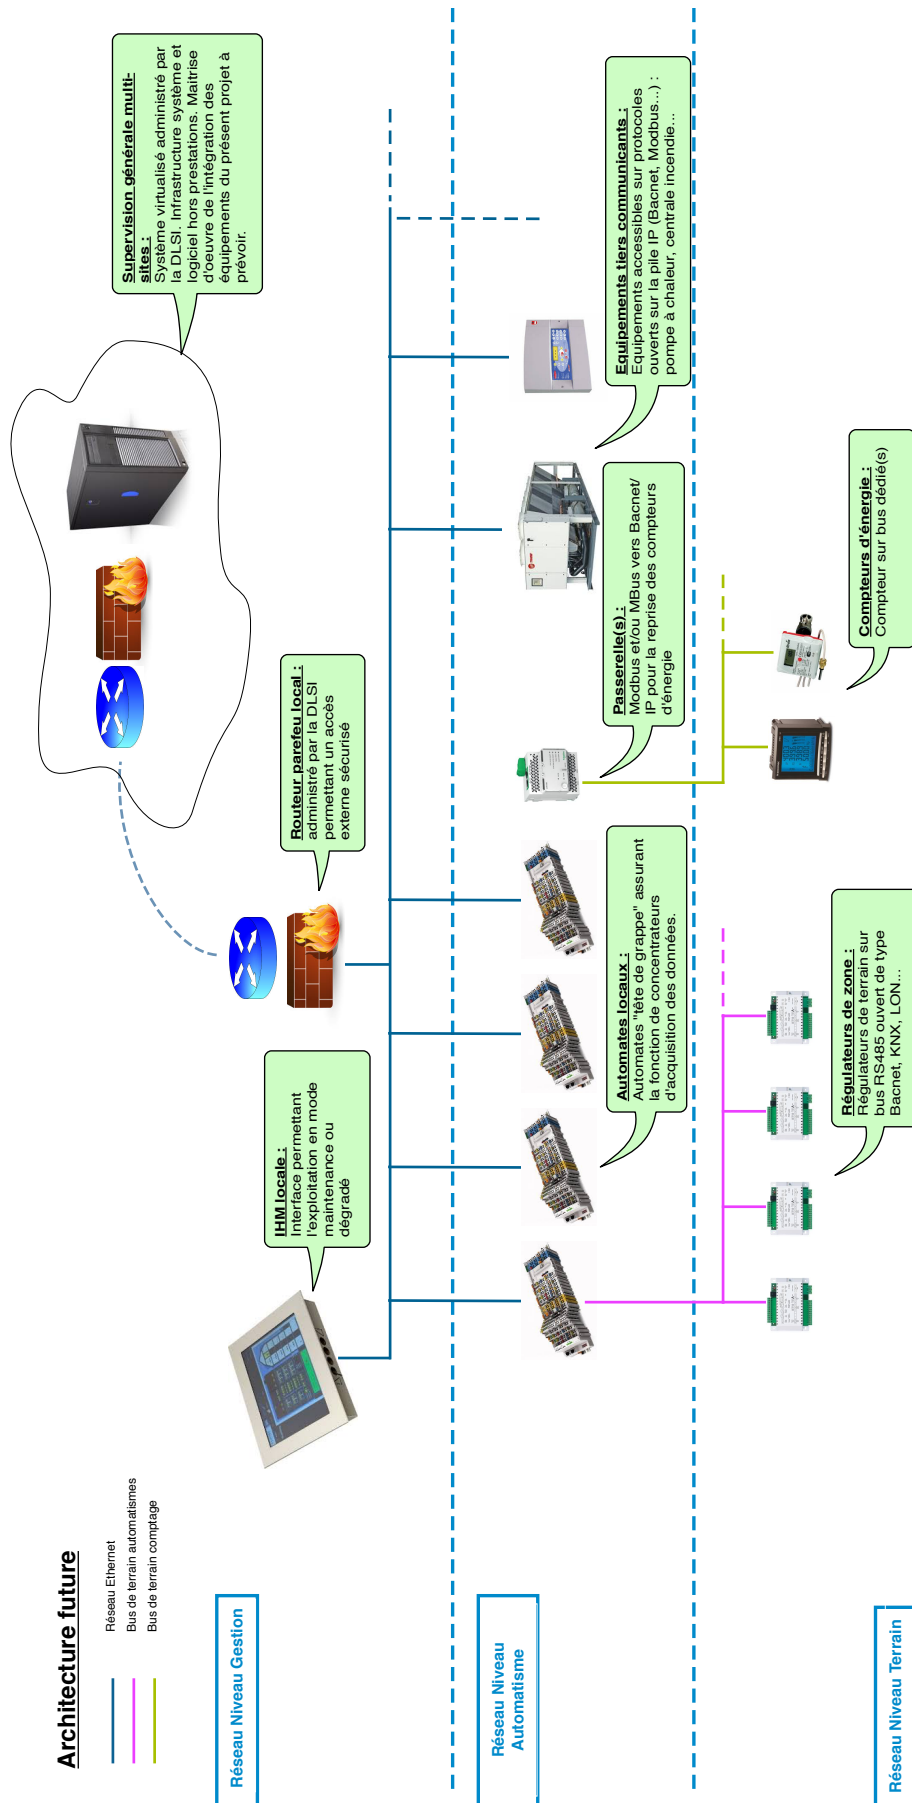 Architecture future
Réseau Ethernet
Bus de terrain automatismes
Bus de terrain comptage
Réseau Niveau Gestion
IHM locale :
Interface permettant
l'exploitation en mode
maintenance ou
dégradé
Routeur parefeu local :
administré par la DLSI
permettant un accès
externe sécurisé
Supervision générale multi-
sites :
Système virtualisé administré par
la DLSI. Infrastructure système et
logiciel hors prestations. Maitrise
d'oeuvre de l'intégration des
équipements du présent projet à
prévoir.
Réseau Niveau
Automatisme
Automates locaux :
Automates "tête de grappe" assurant
la fonction de concentrateurs
d'acquisition des données.
Passerelle(s) :
Modbus et/ou MBus vers Bacnet/
IP pour la reprise des compteurs
d'énergie
Equipements tiers communicants :
Equipements accessibles sur protocoles
ouverts sur la pile IP (Bacnet, Modbus...) :
pompe à chaleur, centrale incendie...
Réseau Niveau Terrain
Régulateurs de zone :
Régulateurs de terrain sur
bus RS485 ouvert de type
Bacnet, KNX, LON...
Compteurs d'énergie :
Compteur sur bus dédié(s)